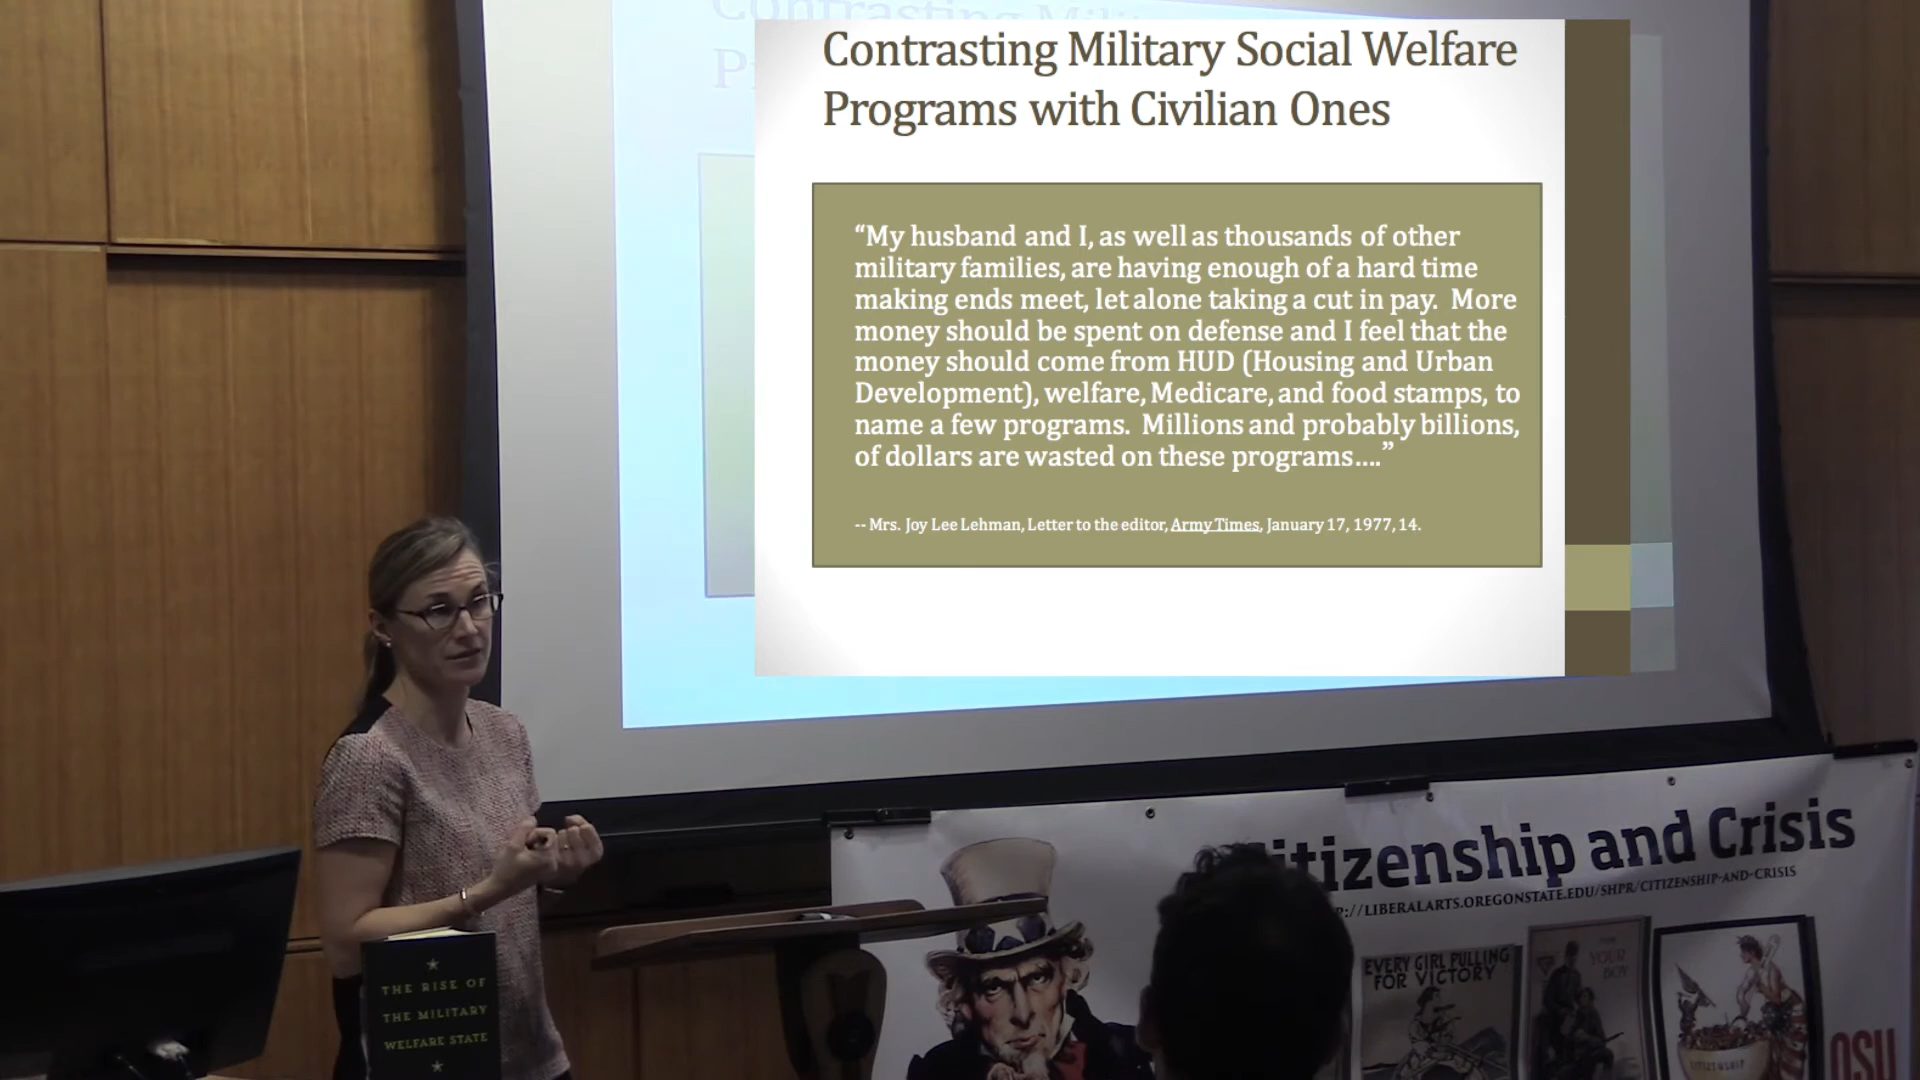 Contrasting Military Social Welfare
Programs with Civilian Ones
“My husband and I, as well as thousands of other
military families, are having enough of a hard time
making ends meet, let alone taking a cut in pay.  More
money should be spent on defense and I feel that the
money should come from HUD (Housing and Urban
Development), welfare, Medicare, and food stamps, to
name a few programs.  Millions and probably billions,
of dollars are wasted on these programs….”
-- Mrs. Joy Lee Lehman, Letter to the editor, Army Times, January 17, 1977, 14.
THE RISE OF
THE MILITARY
WELFARE STATE
Citizenship and Crisis
P://LIBERALARTS.OREGONSTATE.EDU/SHPR/CITIZENSHIP-AND-CRISIS
EVERY GIRL PULLING
FOR VICTORY
YOUR
BOY
CITIZENSHIP
OSU